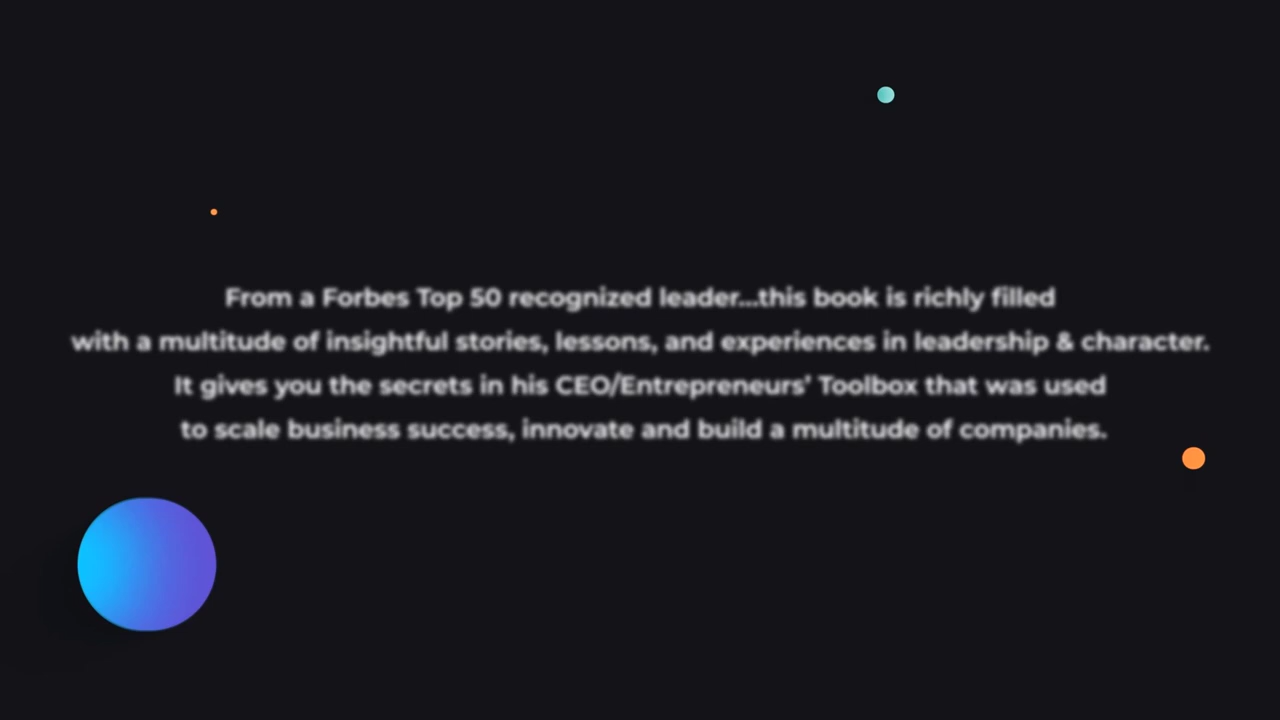 From a Forbes Top 50 recognized leader...this book is richly filled
with a multitude of insightful stories, lessons, and experiences in leadership & character.
It gives you the secrets in his CEO/Entrepreneurs’ Toolbox that was used
to scale business success, innovate and build a multitude of companies.